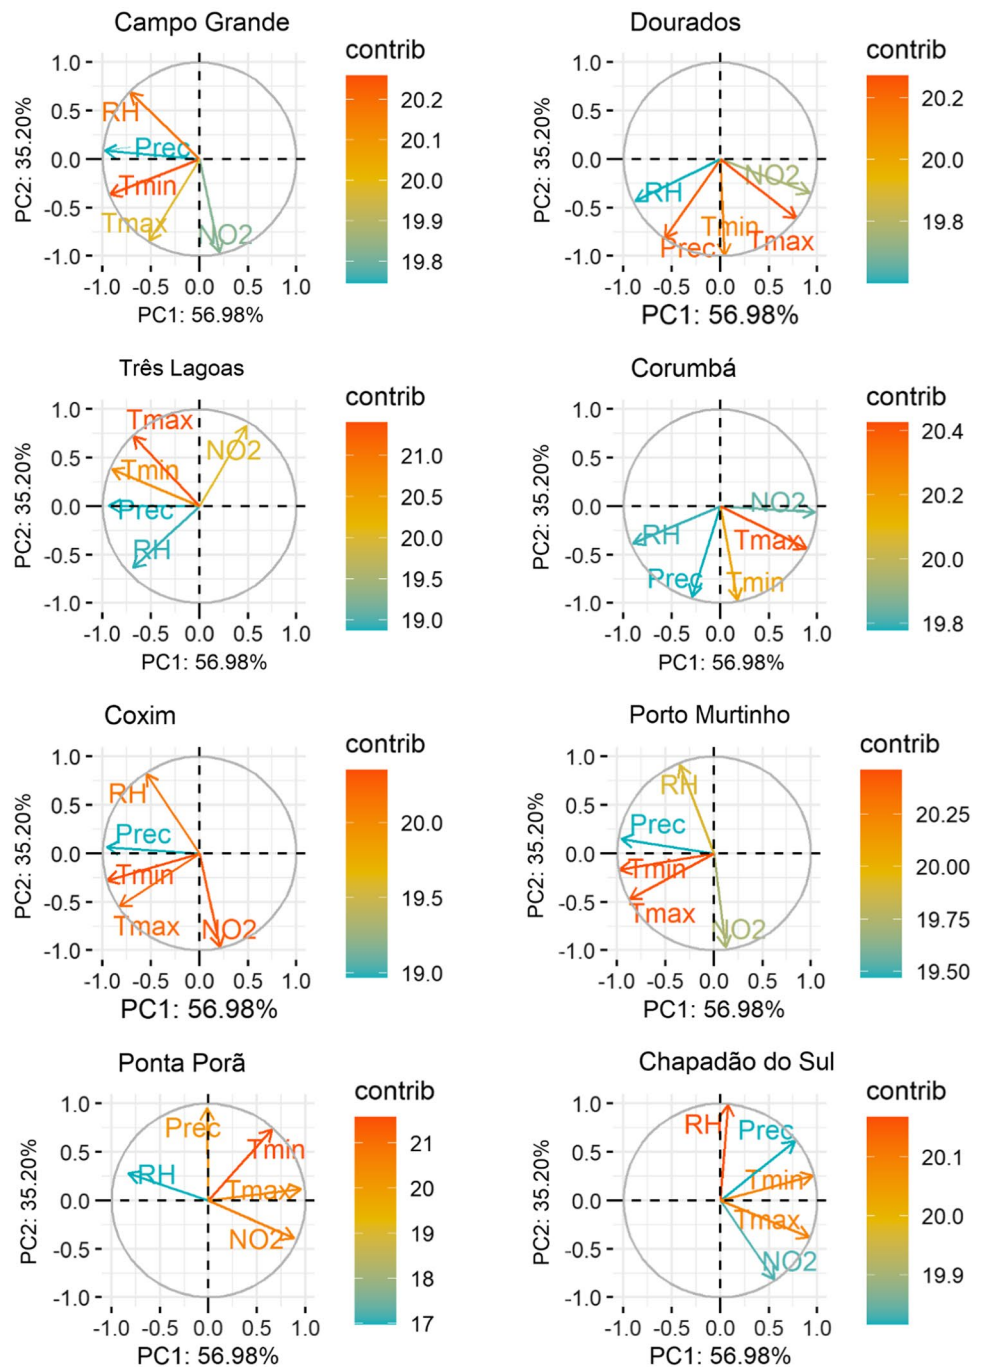 Campo Grande
contrib
PC2: 35.20%
1.0
0.5
0.0
-0.5
-1.0
RH
Prec
Tmin
Tmax
NO2
20.2
20.1
20.0
19.9
19.8
-1.0 -0.5 0.0 0.5 1.0
PC1: 56.98%
Dourados
contrib
PC2: 35.20%
1.0
0.5
0.0
-0.5
-1.0
NO2
RH
Tmin
Prec
Tmax
20.2
20.0
19.8
-1.0 -0.5 0.0 0.5 1.0
PC1: 56.98%
Três Lagoas
contrib
PC2: 35.20%
1.0
0.5
0.0
-0.5
-1.0
Tmax
NO2
Tmin
Prec
RH
21.0
20.5
20.0
19.5
19.0
-1.0 -0.5 0.0 0.5 1.0
PC1: 56.98%
Corumbá
contrib
PC2: 35.20%
1.0
0.5
0.0
-0.5
-1.0
NO2
RH
Tmax
Prec
Tmin
20.4
20.2
20.0
19.8
-1.0 -0.5 0.0 0.5 1.0
PC1: 56.98%
Coxim
contrib
PC2: 35.20%
1.0
0.5
0.0
-0.5
-1.0
RH
Prec
Tmin
Tmax
NO2
20.0
19.5
19.0
-1.0 -0.5 0.0 0.5 1.0
PC1: 56.98%
Porto Murtinho
contrib
PC2: 35.20%
1.0
0.5
0.0
-0.5
-1.0
RH
Prec
Tmin
Tmax
NO2
20.25
20.00
19.75
19.50
-1.0 -0.5 0.0 0.5 1.0
PC1: 56.98%
Ponta Porã
contrib
PC2: 35.20%
1.0
0.5
0.0
-0.5
-1.0
Prec
Tmin
RH
Tmax
NO2
21
20
19
18
17
-1.0 -0.5 0.0 0.5 1.0
PC1: 56.98%
Chapadão do Sul
contrib
PC2: 35.20%
1.0
0.5
0.0
-0.5
-1.0
RH
Prec
Tmin
Tmax
NO2
20.1
20.0
19.9
-1.0 -0.5 0.0 0.5 1.0
PC1: 56.98%